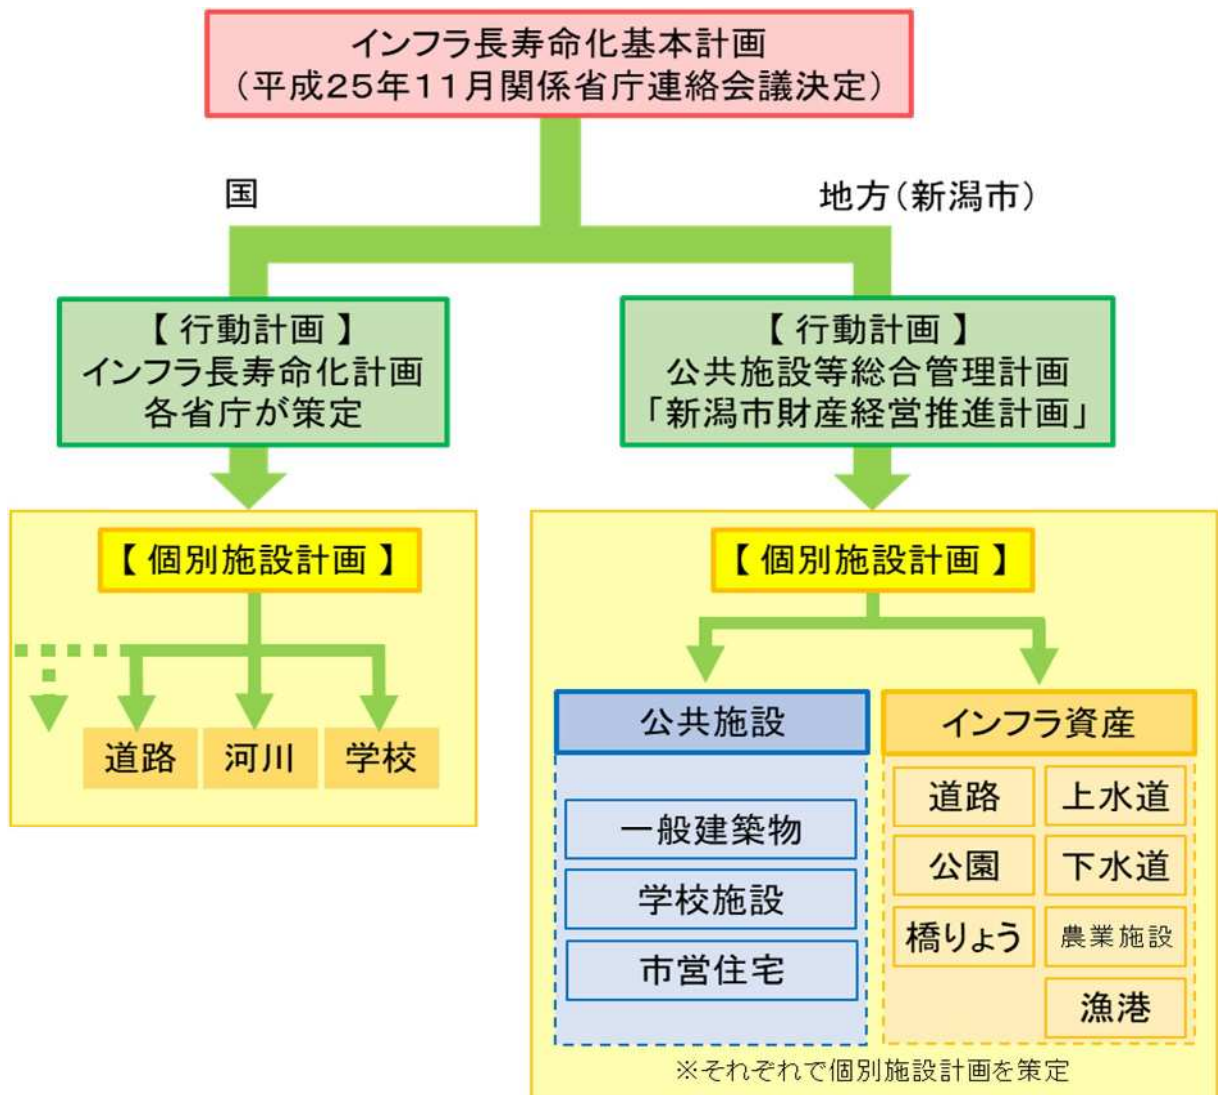 インフラ長寿命化基本計画
（平成２５年１１月関係省庁連絡会議決定）
国
地方（新潟市）
【 行動計画 】
インフラ長寿命化計画
各省庁が策定
【 行動計画 】
公共施設等総合管理計画
「新潟市財産経営推進計画」
【 個別施設計画 】
道路
河川
学校
【 個別施設計画 】
公共施設
一般建築物
学校施設
市営住宅
インフラ資産
道路
上水道
公園
下水道
橋りょう
農業施設
漁港
※それぞれで個別施設計画を策定